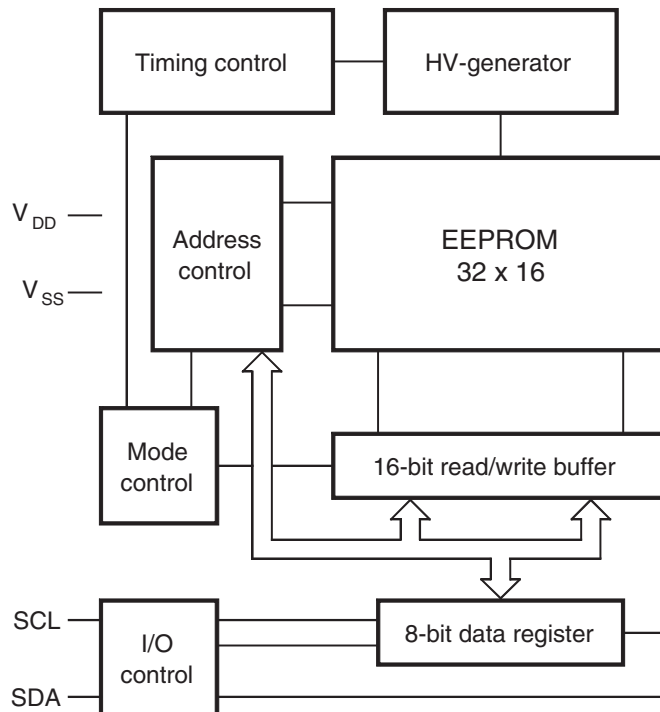 Timing control
HV-generator
V DD
V SS
Address
control
EEPROM
32 x 16
Mode
control
16-bit read/write buffer
SCL
SDA
I/O
control
8-bit data register